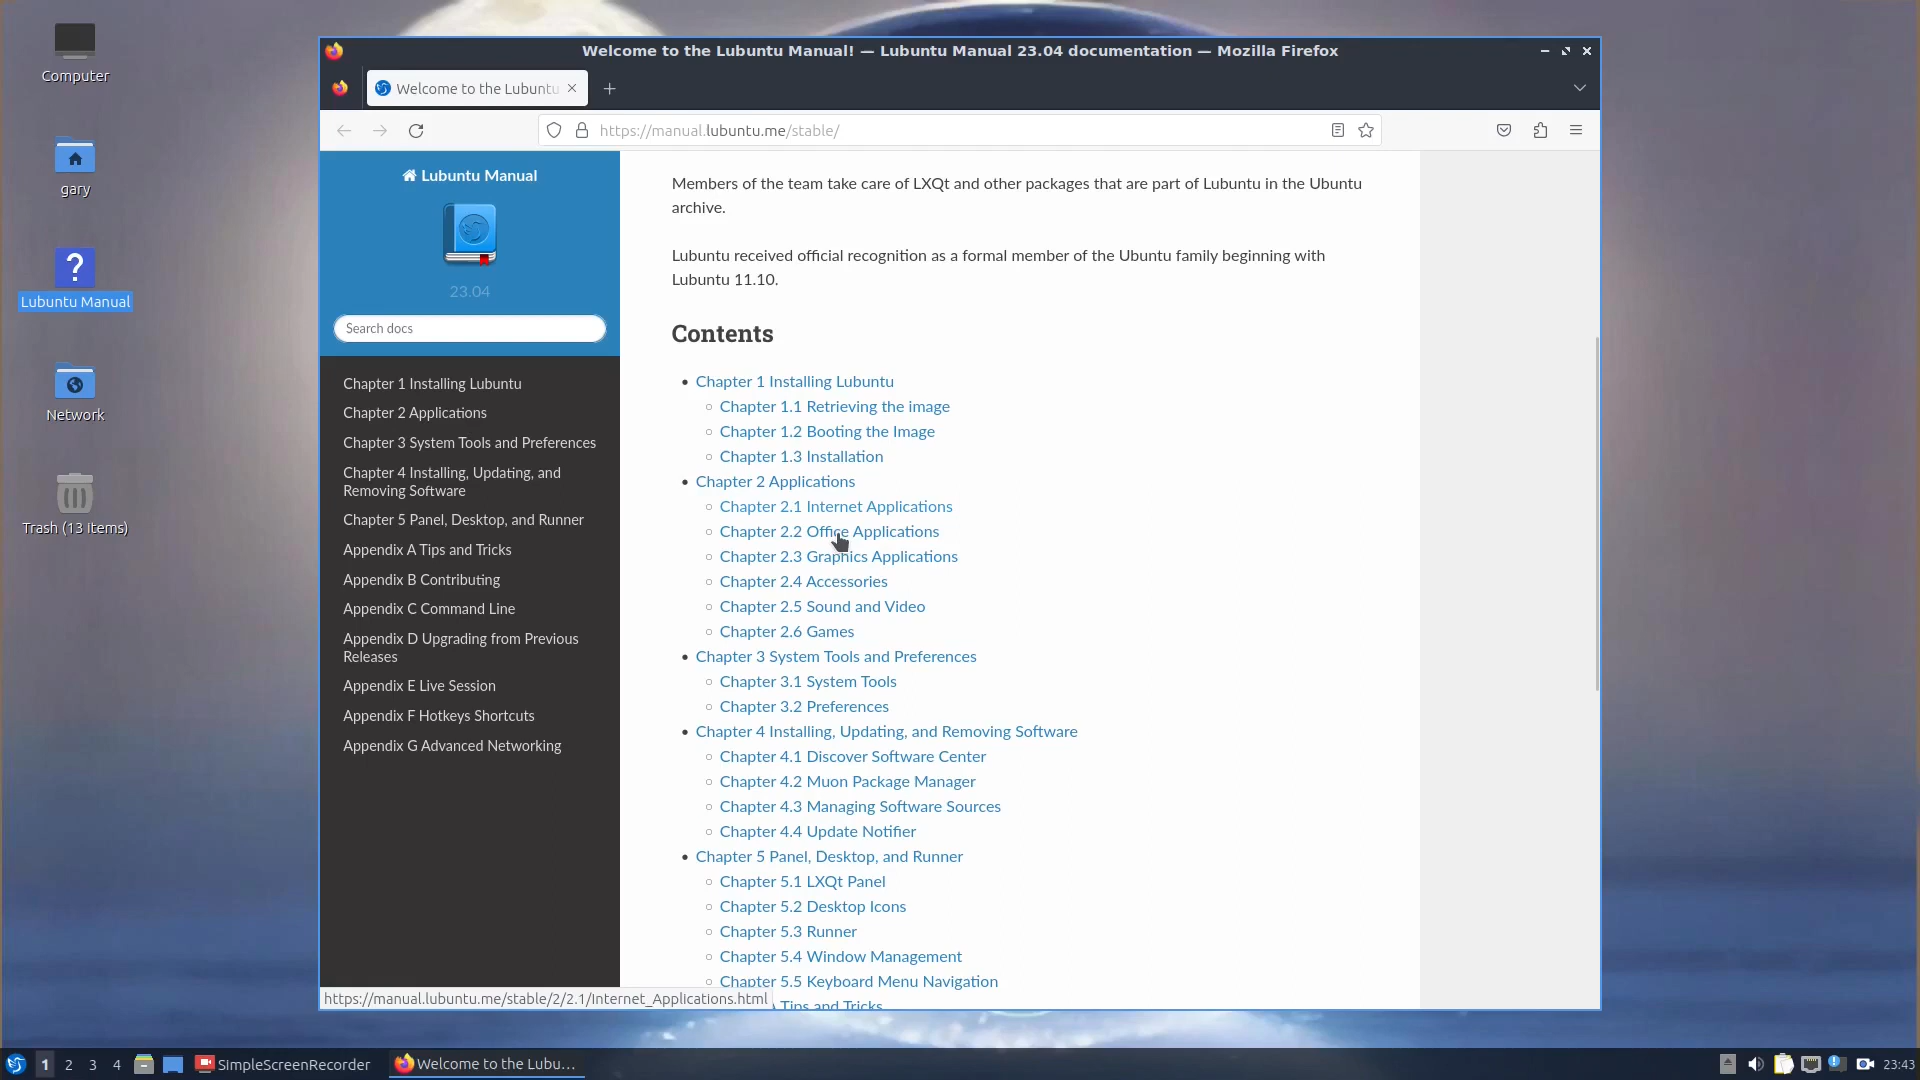 Computer
gary
Lubuntu Manual
Network
Trash (13 Items)
Welcome to the Lubuntu Manual! — Lubuntu Manual 23.04 documentation — Mozilla Firefox
Welcome to the Lubuntu
https://manual.lubuntu.me/stable/
Lubuntu Manual
23.04
Search docs
Chapter 1 Installing Lubuntu
Chapter 2 Applications
Chapter 3 System Tools and Preferences
Chapter 4 Installing, Updating, and
Removing Software
Chapter 5 Panel, Desktop, and Runner
Appendix A Tips and Tricks
Appendix B Contributing
Appendix C Command Line
Appendix D Upgrading from Previous
Releases
Appendix E Live Session
Appendix F Hotkeys Shortcuts
Appendix G Advanced Networking
Members of the team take care of LXQt and other packages that are part of Lubuntu in the Ubuntu
archive.
Lubuntu received official recognition as a formal member of the Ubuntu family beginning with
Lubuntu 11.10.
Contents
Chapter 1 Installing Lubuntu
Chapter 1.1 Retrieving the image
Chapter 1.2 Booting the Image
Chapter 1.3 Installation
Chapter 2 Applications
Chapter 2.1 Internet Applications
Chapter 2.2 Office Applications
Chapter 2.3 Graphics Applications
Chapter 2.4 Accessories
Chapter 2.5 Sound and Video
Chapter 2.6 Games
Chapter 3 System Tools and Preferences
Chapter 3.1 System Tools
Chapter 3.2 Preferences
Chapter 4 Installing, Updating, and Removing Software
Chapter 4.1 Discover Software Center
Chapter 4.2 Muon Package Manager
Chapter 4.3 Managing Software Sources
Chapter 4.4 Update Notifier
Chapter 5 Panel, Desktop, and Runner
Chapter 5.1 LXQt Panel
Chapter 5.2 Desktop Icons
Chapter 5.3 Runner
Chapter 5.4 Window Management
Chapter 5.5 Keyboard Menu Navigation
A Tips and Tricks
https://manual.lubuntu.me/stable/2/2.1/Internet_Applications.html
1 2 3 4 SimpleScreenRecorder Welcome to the Lubu… 23:43